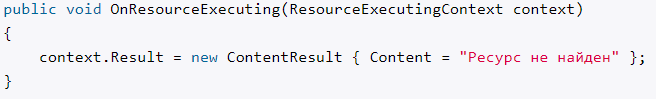 public void OnResourceExecuting(ResourceExecutingContext context)
{
    context.Result = new ContentResult { Content = "Ресурс не найден" };
}